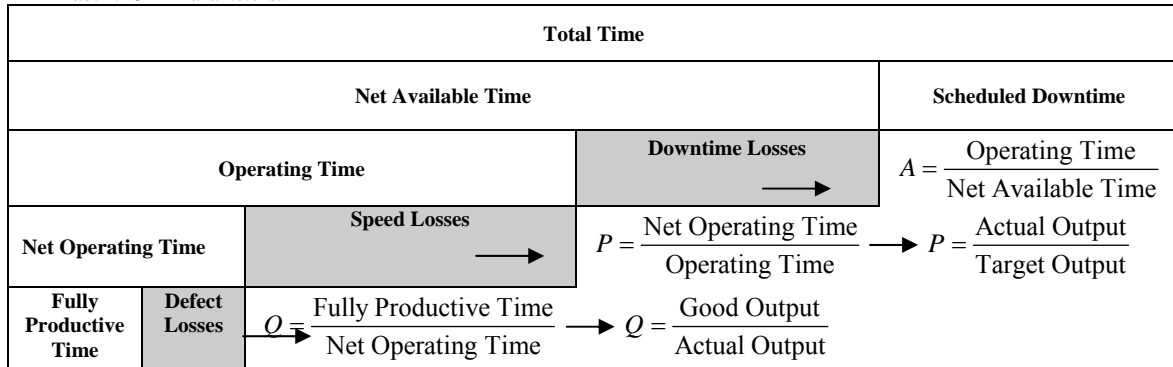 Total Time
Net Available Time
Scheduled Downtime
Operating Time
Downtime Losses
A = Operating Time / Net Available Time
Net Operating Time
Speed Losses
P = Net Operating Time / Operating Time → P = Actual Output / Target Output
Fully
Productive
Time
Defect
Losses
Q = Fully Productive Time / Net Operating Time → Q = Good Output / Actual Output